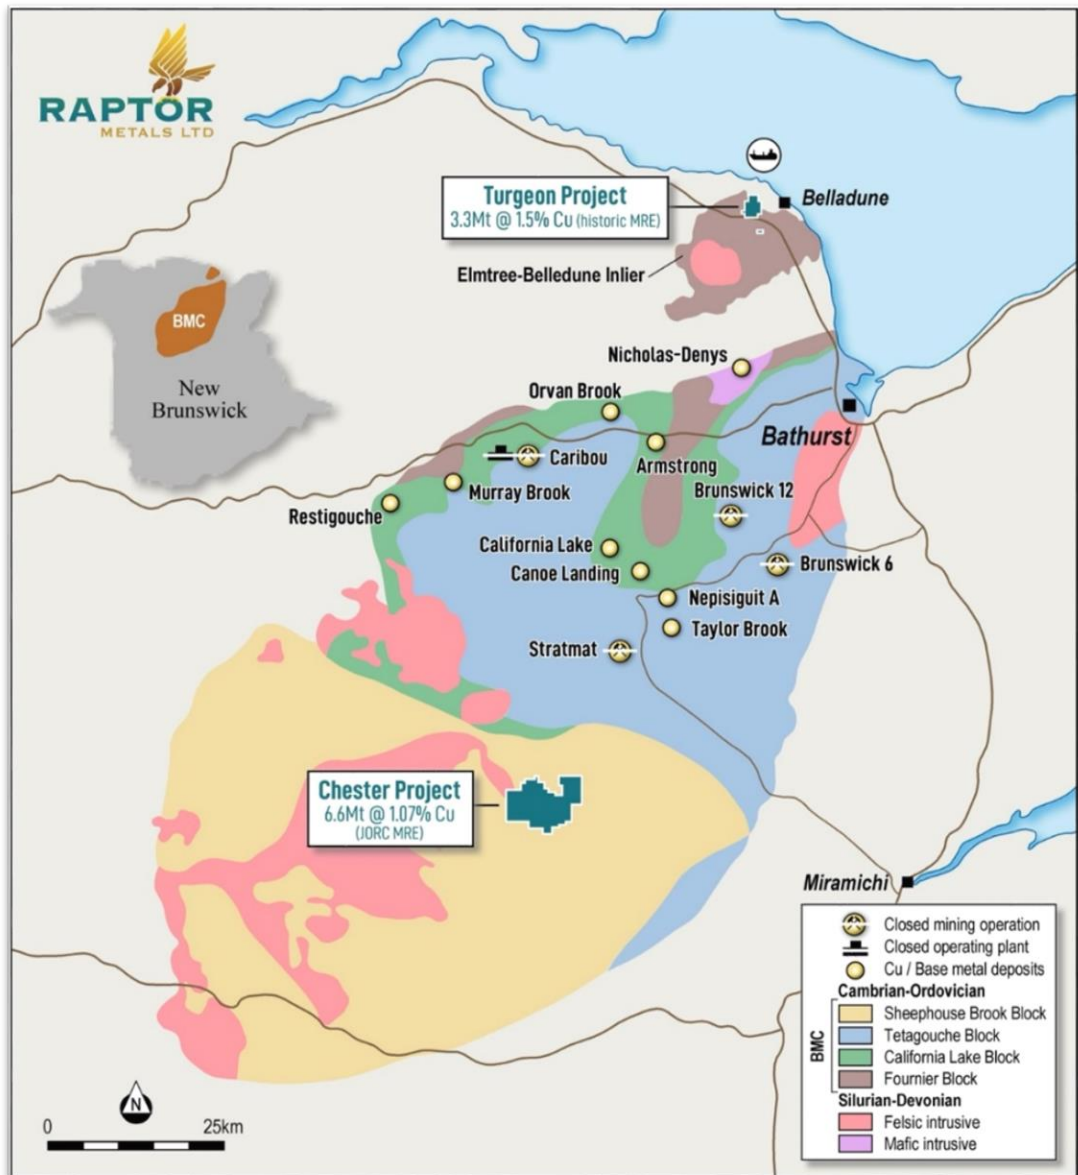 RAPTOR
METALS LTD
Turgeon Project
3.3Mt @ 1.5% Cu (historic MRE)
Belladune
Elmtree-Belledune Inlier
BMC
New
Brunswick
Nicholas-Denys
Orvan Brook
Bathurst
Caribou
Armstrong
Murray Brook
Brunswick 12
Restigouche
California Lake
Canoe Landing
Brunswick 6
Nepisiguit A
Taylor Brook
Stratmat
Chester Project
6.6Mt @ 1.07% Cu
(JORC MRE)
Miramichi
Closed mining operation
Closed operating plant
Cu / Base metal deposits
Cambrian-Ordovician
BMC
Sheephouse Brook Block
Tetagouche Block
California Lake Block
Fournier Block
Silurian-Devonian
Felsic intrusive
Mafic intrusive
N
0 25km